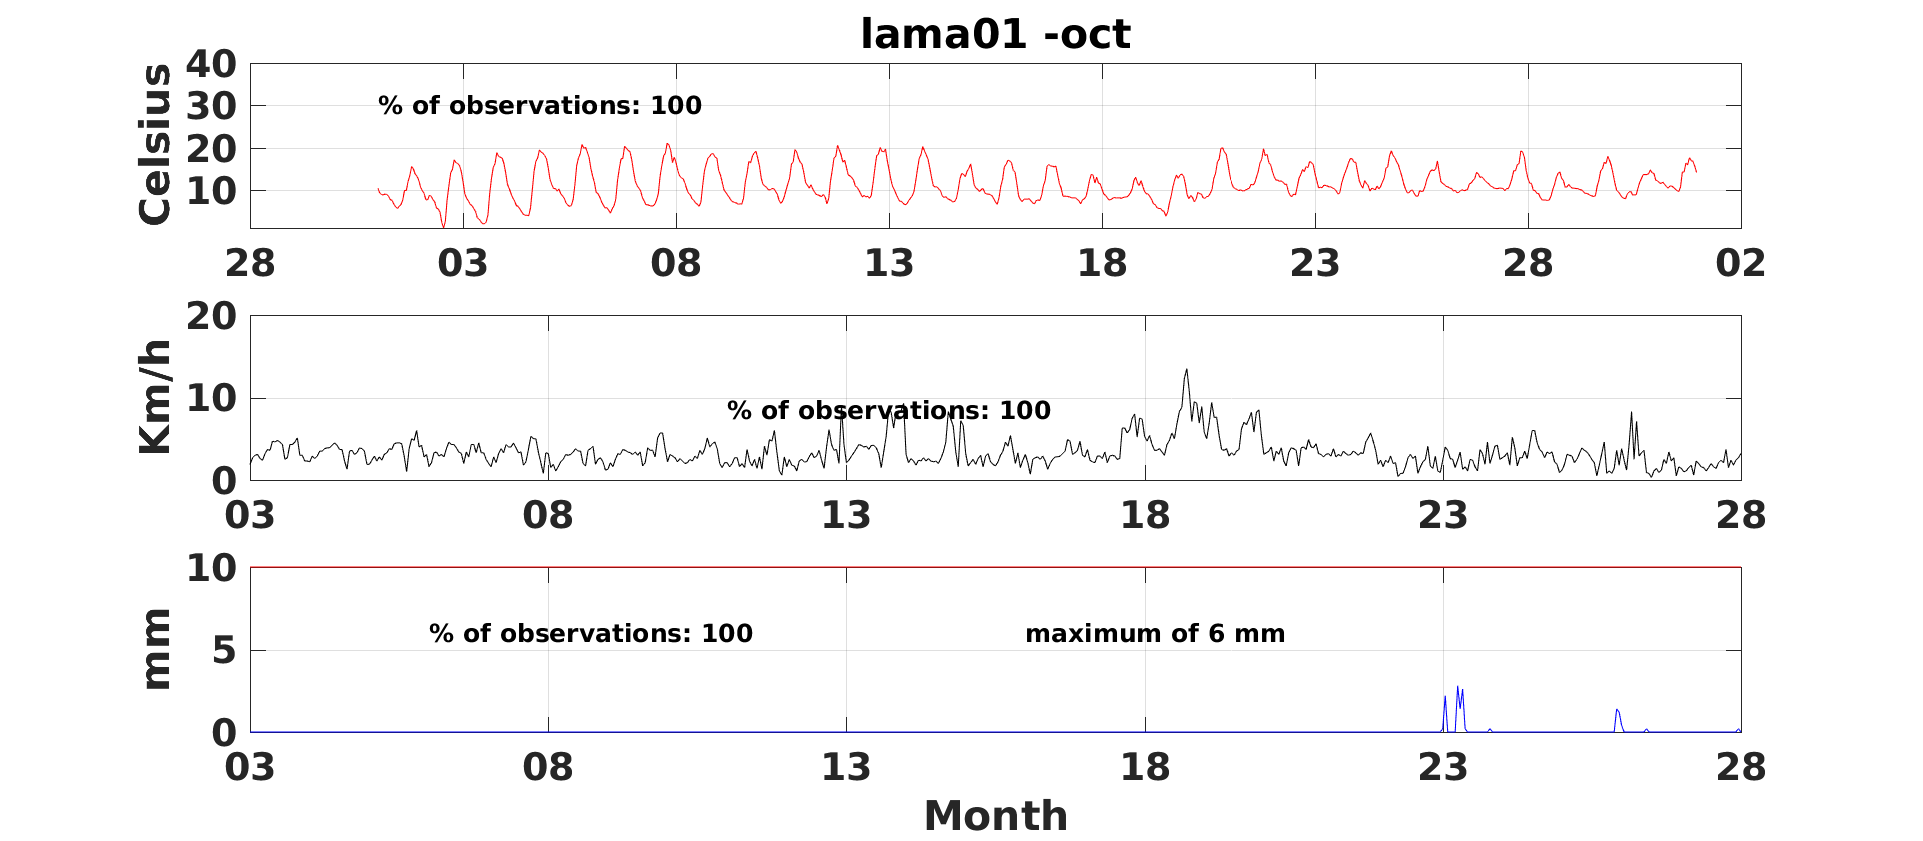 lama01 -oct
Celsius
40
30
20
10
% of observations: 100
28 03 08 13 18 23 28 02
Km/h
20
10
0
% of observations: 100
03 08 13 18 23 28
mm
10
5
0
% of observations: 100 maximum of 6 mm
03 08 13 18 23 28
Month